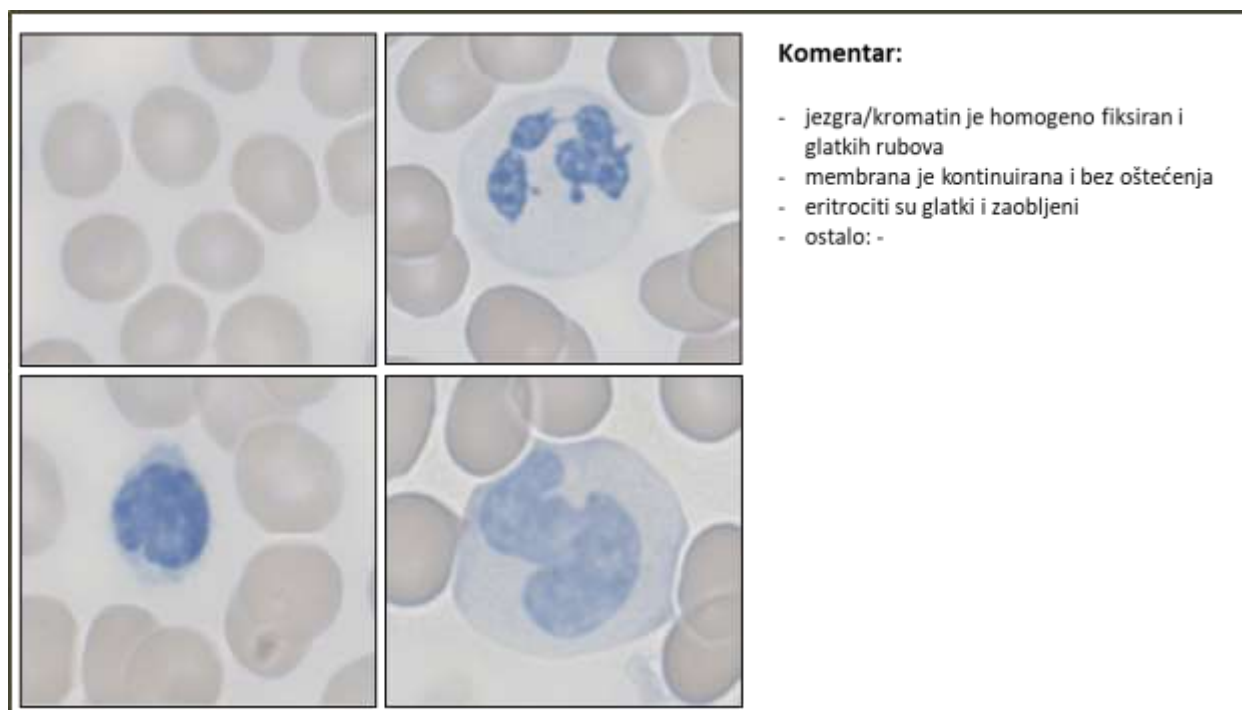 Komentar:
- jezgra/kromatin je homogeno fiksiran i
glatkih rubova
- membrana je kontinuirana i bez oštećenja
- eritrociti su glatki i zaobljeni
- ostalo: -